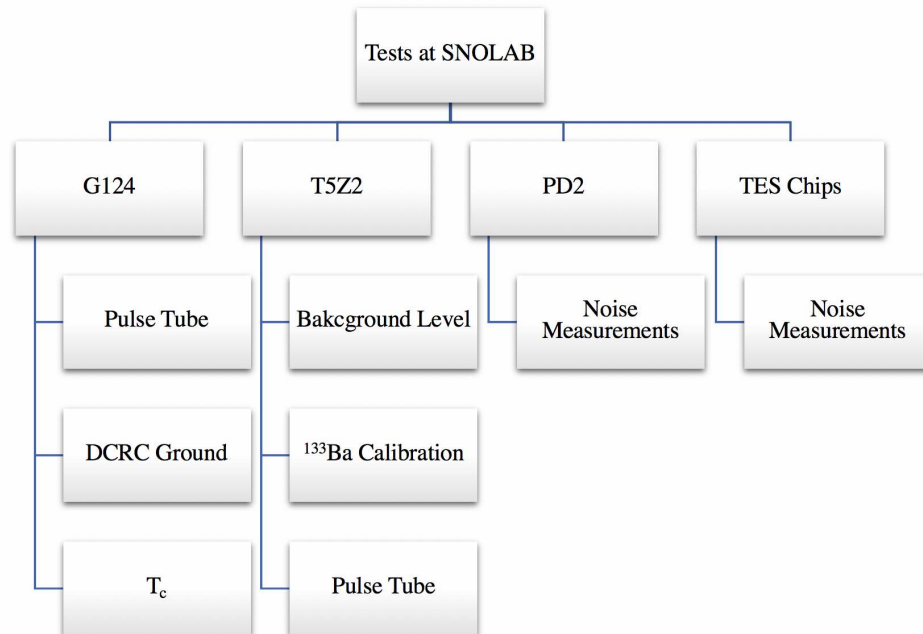 Tests at SNOLAB
G124
T5Z2
PD2
TES Chips
Pulse Tube
Bakcground Level
Noise
Measurements
Noise
Measurements
DCRC Ground
¹³³Ba Calibration
T꜀
Pulse Tube